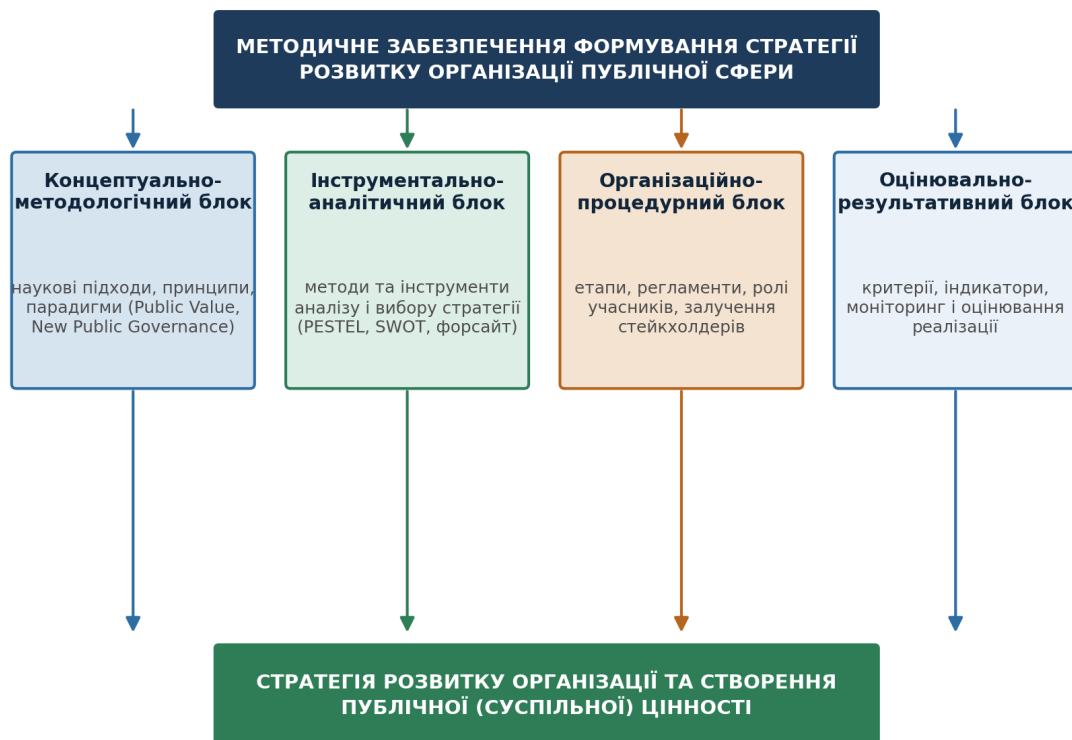 МЕТОДИЧНЕ ЗАБЕЗПЕЧЕННЯ ФОРМУВАННЯ СТРАТЕГІЇ
РОЗВИТКУ ОРГАНІЗАЦІЇ ПУБЛІЧНОЇ СФЕРИ
Концептуально-
методологічний блок
наукові підходи, принципи,
парадигми (Public Value,
New Public Governance)
Інструментально-
аналітичний блок
методи та інструменти
аналізу і вибору стратегії
(PESTEL, SWOT, форсайт)
Організаційно-
процедурний блок
етапи, регламенти, ролі
учасників, залучення
стейкхолдерів
Оцінювально-
результативний блок
критерії, індикатори,
моніторинг і оцінювання
реалізації
СТРАТЕГІЯ РОЗВИТКУ ОРГАНІЗАЦІЇ ТА СТВОРЕННЯ
ПУБЛІЧНОЇ (СУСПІЛЬНОЇ) ЦІННОСТІ